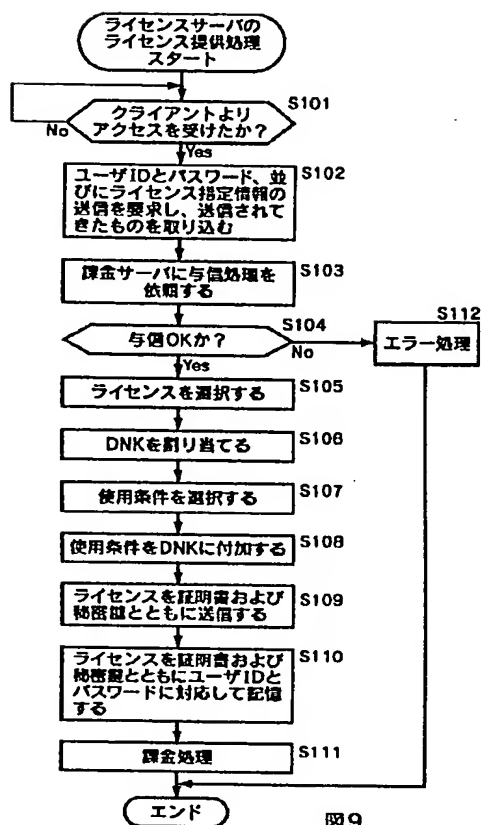 ライセンスサーバの
ライセンス提供処理
スタート
S101
クライアントより
アクセスを受けたか?
No
Yes
S102
ユーザIDとパスワード、並
びにライセンス指定情報の
送信を要求し、送信されて
きたものを取り込む
S103
課金サーバに与信処理を
依頼する
S104
与信OKか?
No
Yes
S112
エラー処理
S105
ライセンスを選択する
S106
DNKを割り当てる
S107
使用条件を選択する
S108
使用条件をDNKに付加する
S109
ライセンスを証明書および
秘密鍵とともに送信する
S110
ライセンスを証明書および
秘密鍵とともにユーザIDと
パスワードに対応して記憶
する
S111
課金処理
エンド
図9